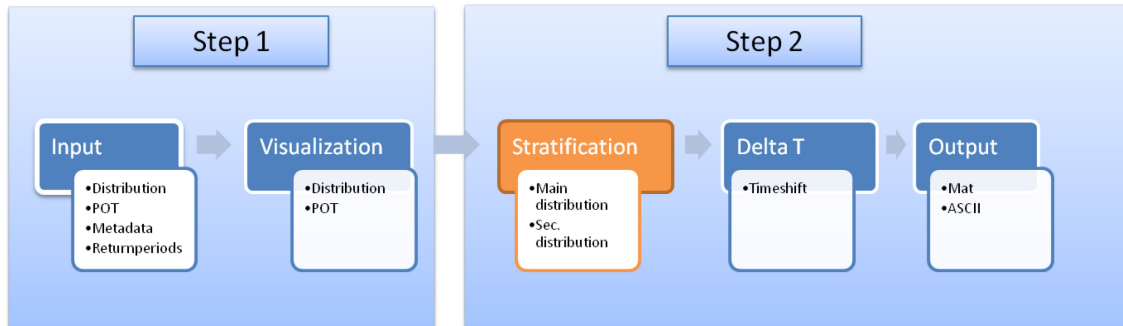 Step 1
Step 2
Input
•Distribution
•POT
•Metadata
•Returnperiods
Visualization
•Distribution
•POT
Stratification
•Main
distribution
•Sec.
distribution
Delta T
•Timeshift
Output
•Mat
•ASCII